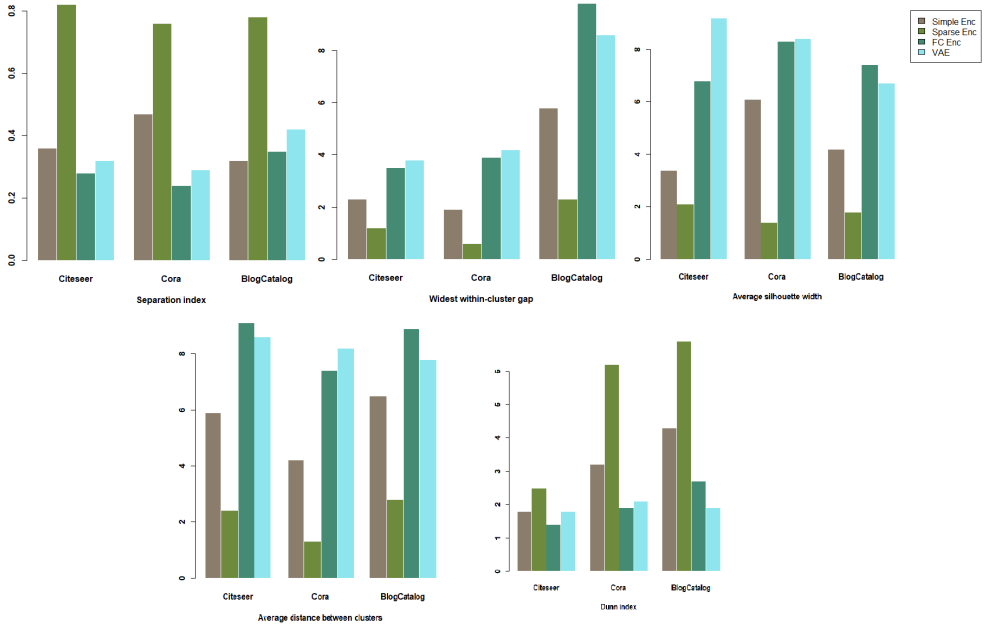 Simple Enc
Sparse Enc
FC Enc
VAE
0.8
0.6
0.4
0.2
0.0
Citeseer Cora BlogCatalog
Separation index
8
6
4
2
0
Citeseer Cora BlogCatalog
Widest within-cluster gap
8
6
4
2
0
Citeseer Cora BlogCatalog
Average silhouette width
8
6
4
2
0
Citeseer Cora BlogCatalog
Average distance between clusters
6
5
4
3
2
1
0
Citeseer Cora BlogCatalog
Dunn index